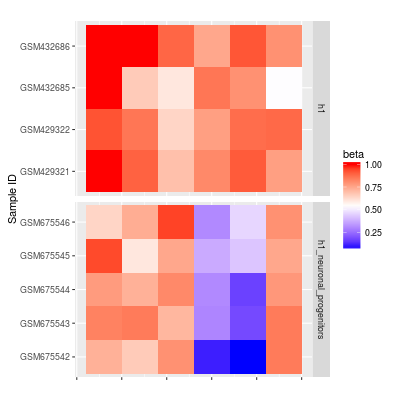 GSM432686
GSM432685
GSM429322
GSM429321
h1
GSM675546
GSM675545
GSM675544
GSM675543
GSM675542
h1_neuronal_progenitors
Sample ID
beta
1.00
0.75
0.50
0.25